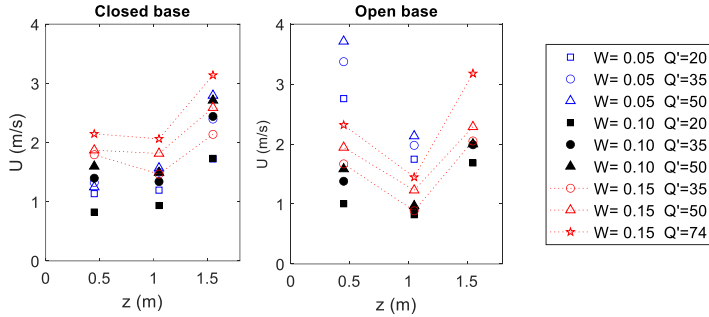 Closed base
4
3
2
1
0
U (m/s)
0 0.5 1 1.5
z (m)
Open base
4
3
2
1
0
U (m/s)
0 0.5 1 1.5
z (m)
W= 0.05 Q'=20
W= 0.05 Q'=35
W= 0.05 Q'=50
W= 0.10 Q'=20
W= 0.10 Q'=35
W= 0.10 Q'=50
W= 0.15 Q'=35
W= 0.15 Q'=50
W= 0.15 Q'=74